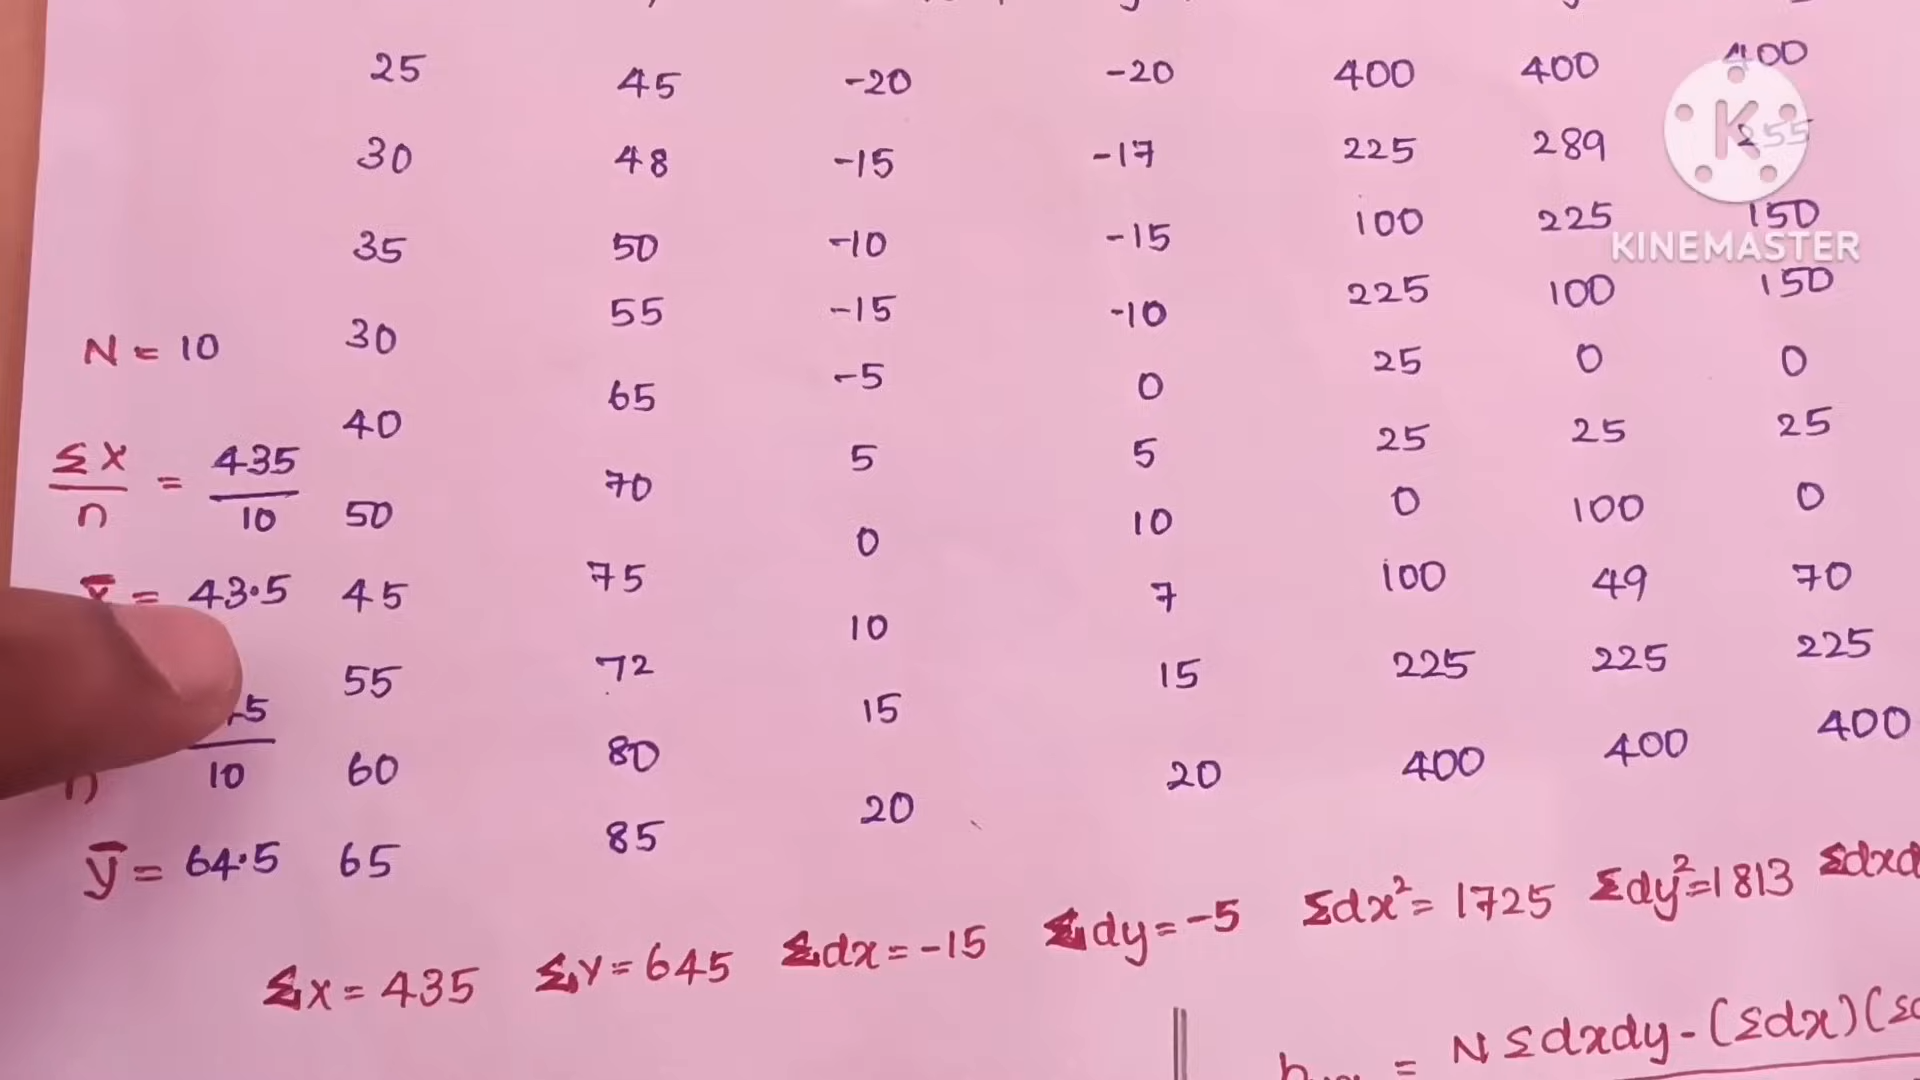 25 45 -20 -20 400 400 400
30 48 -15 -17 225 289 255
35 50 -10 -15 100 225 150
KINEMASTER
N = 10 30 55 -15 -10 225 100 150
40 65 -5 0 25 0 0
Σx/n = 435/10 50 70 5 5 25 25 25
x̄ = 43.5 45 75 0 10 0 100 0
55 72 10 7 100 49 70
10 60 80 15 15 225 225 225
ȳ = 64.5 65 85 20 20 400 400 400
Σx = 435 Σy = 645 Σdx = -15 Σdy = -5 Σdx² = 1725 Σdy² = 1813
= NΣdxdy - (Σdx)(